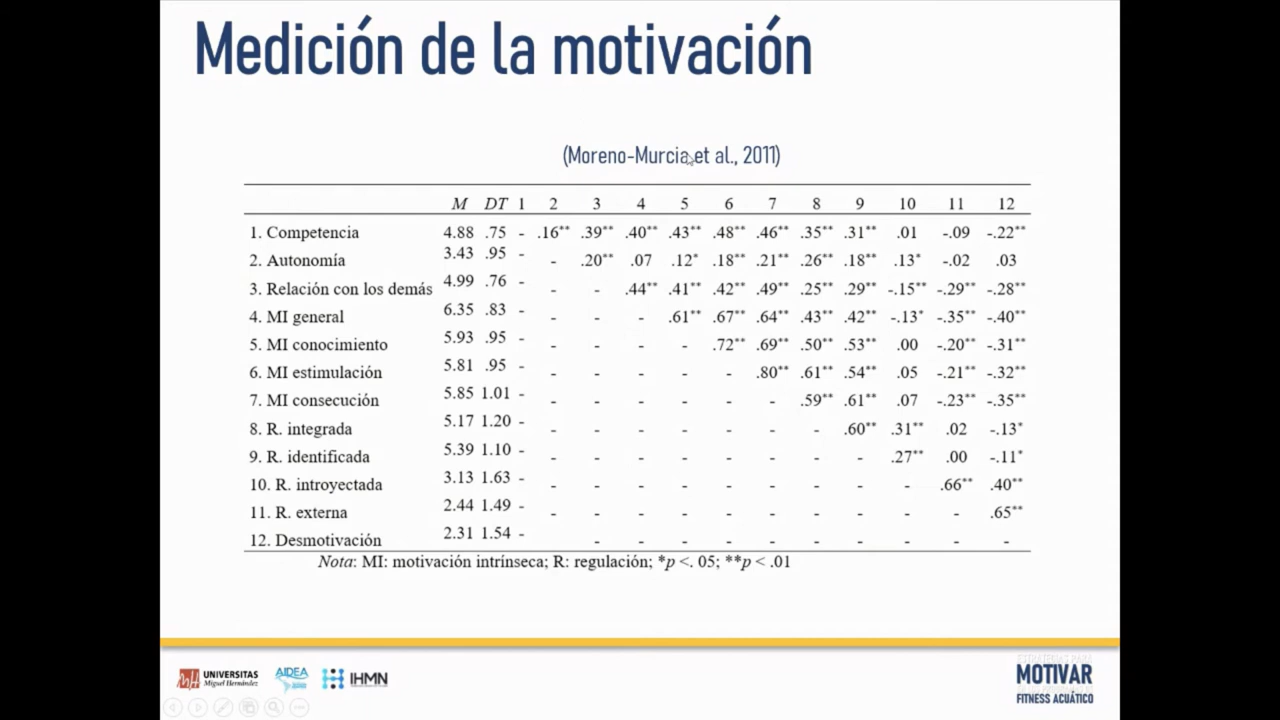 Medición de la motivación
(Moreno-Murcia et al., 2011)
M DT 1 2 3 4 5 6 7 8 9 10 11 12
1. Competencia 4.88 .75 - .16** .39** .40** .43** .48** .46** .35** .31** .01 -.09 -.22**
2. Autonomía 3.43 .95 - - .20** .07 .12* .18** .21** .26** .18** .13* -.02 .03
3. Relación con los demás 4.99 .76 - - - .44** .41** .42** .49** .25** .29** -.15** -.29** -.28**
4. MI general 6.35 .83 - - - - .61** .67** .64** .43** .42** -.13* -.35** -.40**
5. MI conocimiento 5.93 .95 - - - - - .72** .69** .50** .53** .00 -.20** -.31**
6. MI estimulación 5.81 .95 - - - - - - .80** .61** .54** .05 -.21** -.32**
7. MI consecución 5.85 1.01 - - - - - - - .59** .61** .07 -.23** -.35**
8. R. integrada 5.17 1.20 - - - - - - - - .60** .31** .02 -.13*
9. R. identificada 5.39 1.10 - - - - - - - - - .27** .00 -.11*
10. R. introyectada 3.13 1.63 - - - - - - - - - - .66** .40**
11. R. externa 2.44 1.49 - - - - - - - - - - - .65**
12. Desmotivación 2.31 1.54 - - - - - - - - - - -
Nota: MI: motivación intrínseca; R: regulación; *p <. 05; **p < .01
UNIVERSITAS
Miguel Hernández
AIDEA
IHMN
ESTRATEGIAS PARA
MOTIVAR
FITNESS ACUÁTICO